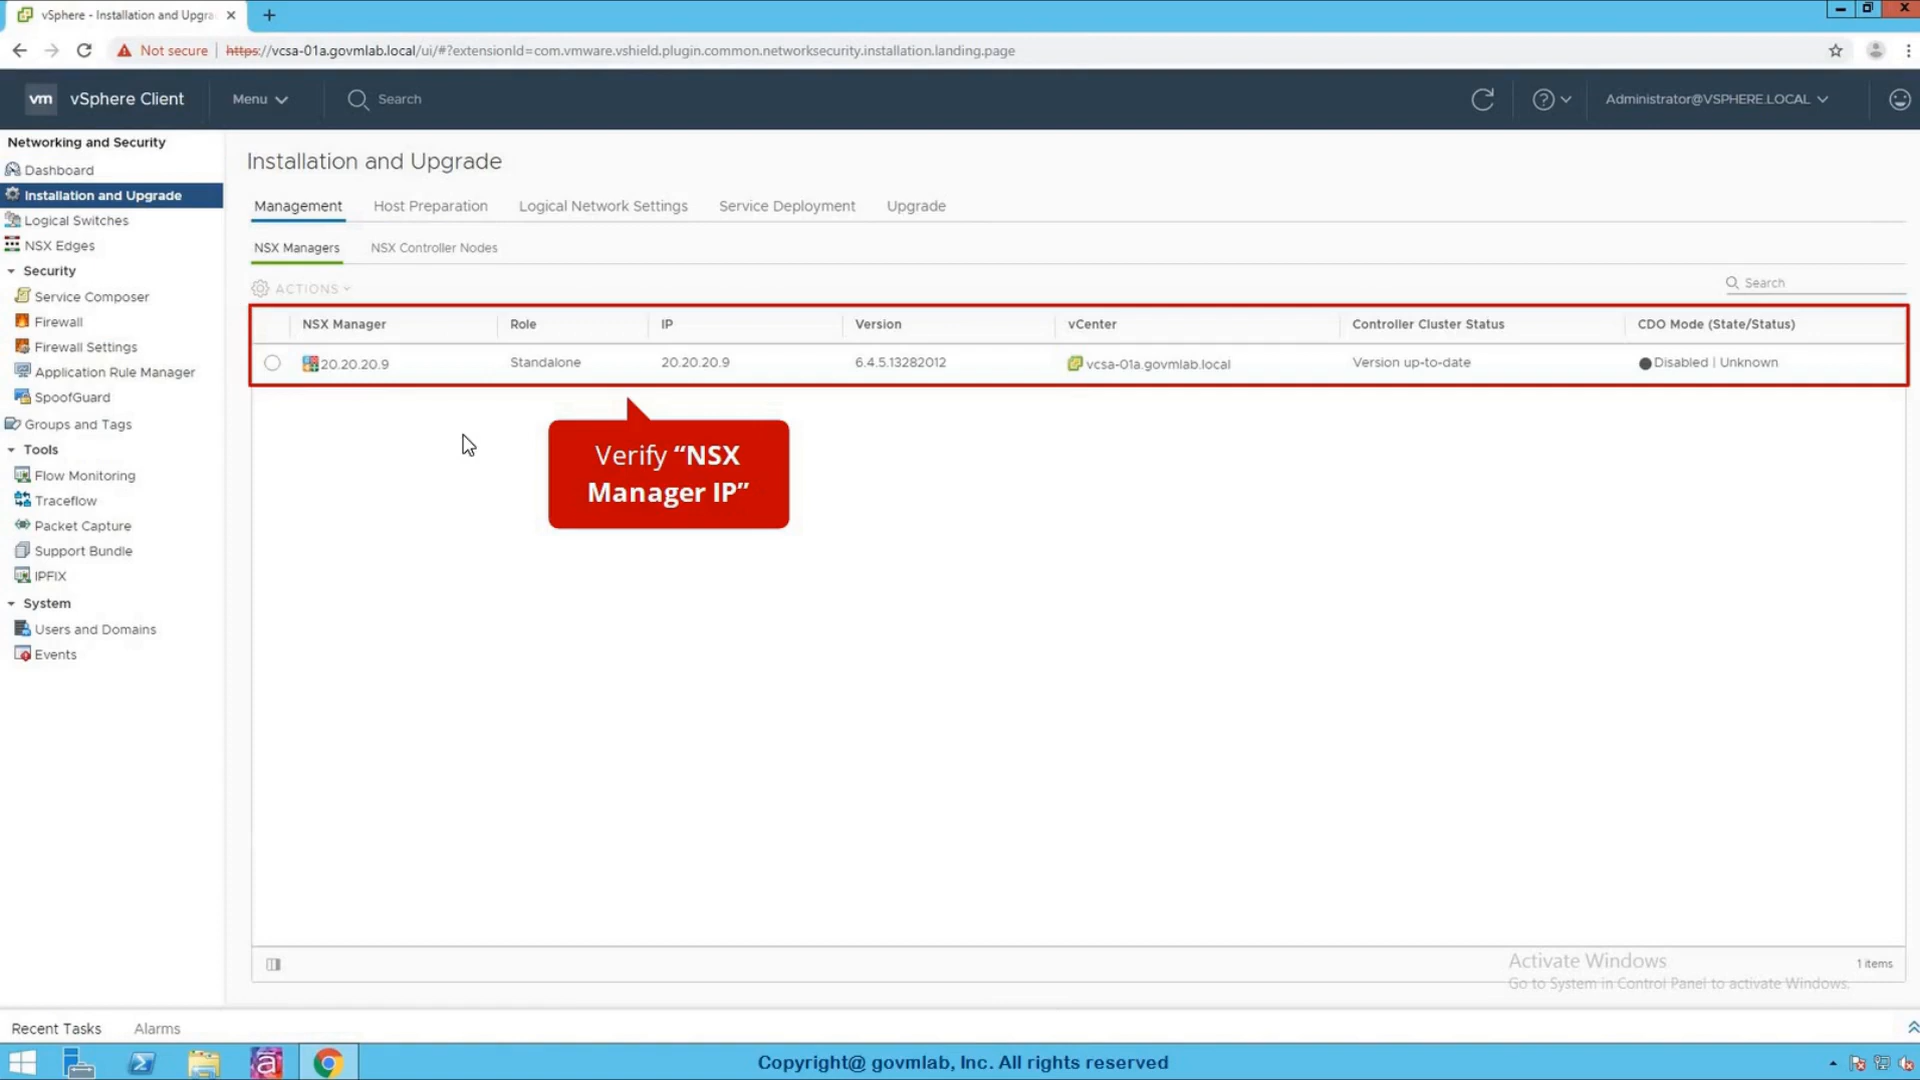 vSphere - Installation and Upgra
Not secure
https://vcsa-01a.govmlab.local/ui/#?extensionId=com.vmware.vshield.plugin.common.networksecurity.installation.landing.page
vm
vSphere Client
Menu
Search
Administrator@VSPHERE.LOCAL
Networking and Security
Dashboard
Installation and Upgrade
Logical Switches
NSX Edges
Security
Service Composer
Firewall
Firewall Settings
Application Rule Manager
SpoofGuard
Groups and Tags
Tools
Flow Monitoring
Traceflow
Packet Capture
Support Bundle
IPFIX
System
Users and Domains
Events
Installation and Upgrade
Management Host Preparation Logical Network Settings Service Deployment Upgrade
NSX Managers NSX Controller Nodes
ACTIONS
Search
NSX Manager Role IP Version vCenter Controller Cluster Status CDO Mode (State/Status)
20.20.20.9 Standalone 20.20.20.9 6.4.5.13282012 vcsa-01a.govmlab.local Version up-to-date Disabled | Unknown
Verify “NSX
Manager IP”
1 items
Activate Windows
Go to System in Control Panel to activate Windows.
Recent Tasks Alarms
Copyright@ govmlab, Inc. All rights reserved